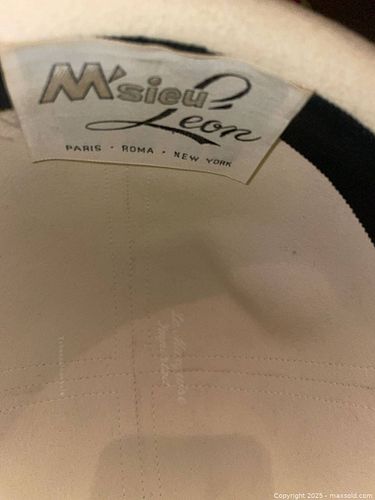 M'sieu
Leon
PARIS · ROMA · NEW YORK
Copyright 2025 - maxsold.com